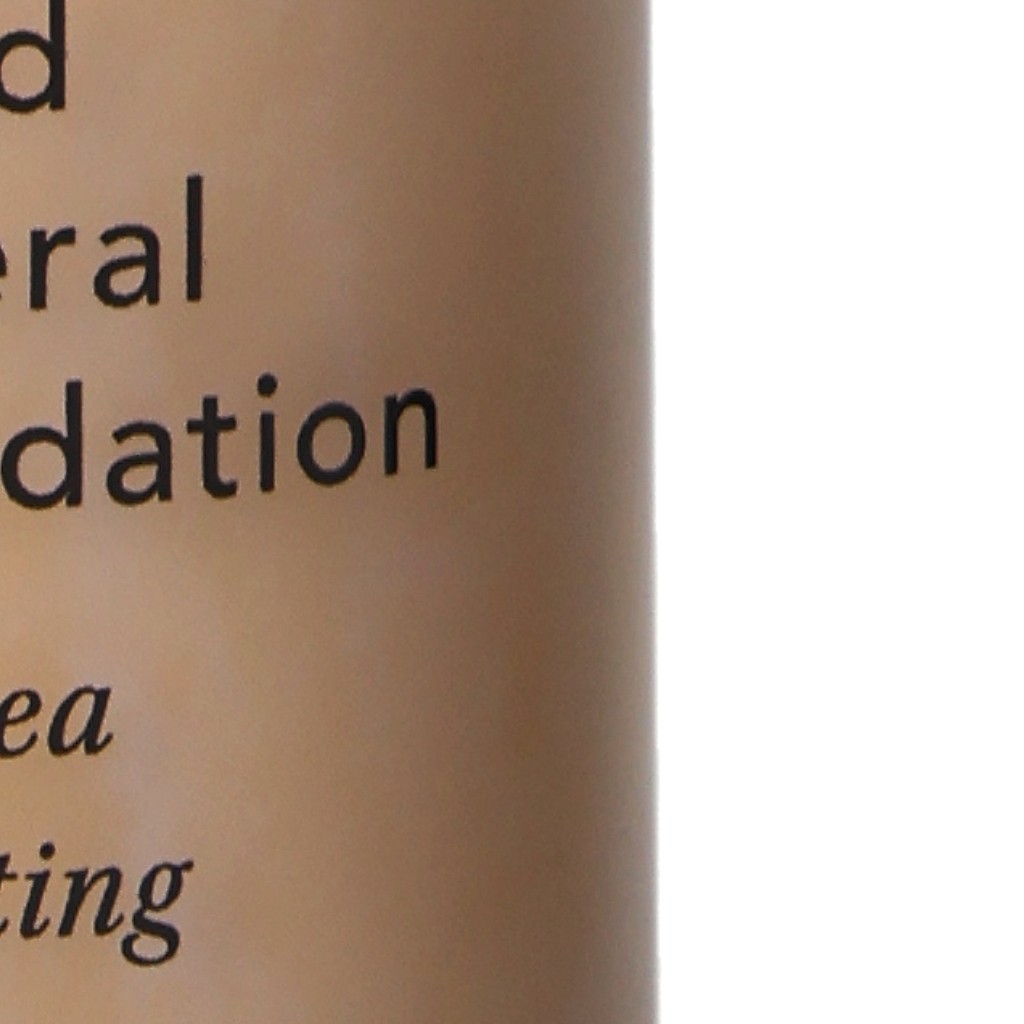 d
eral
dation
ea
ting